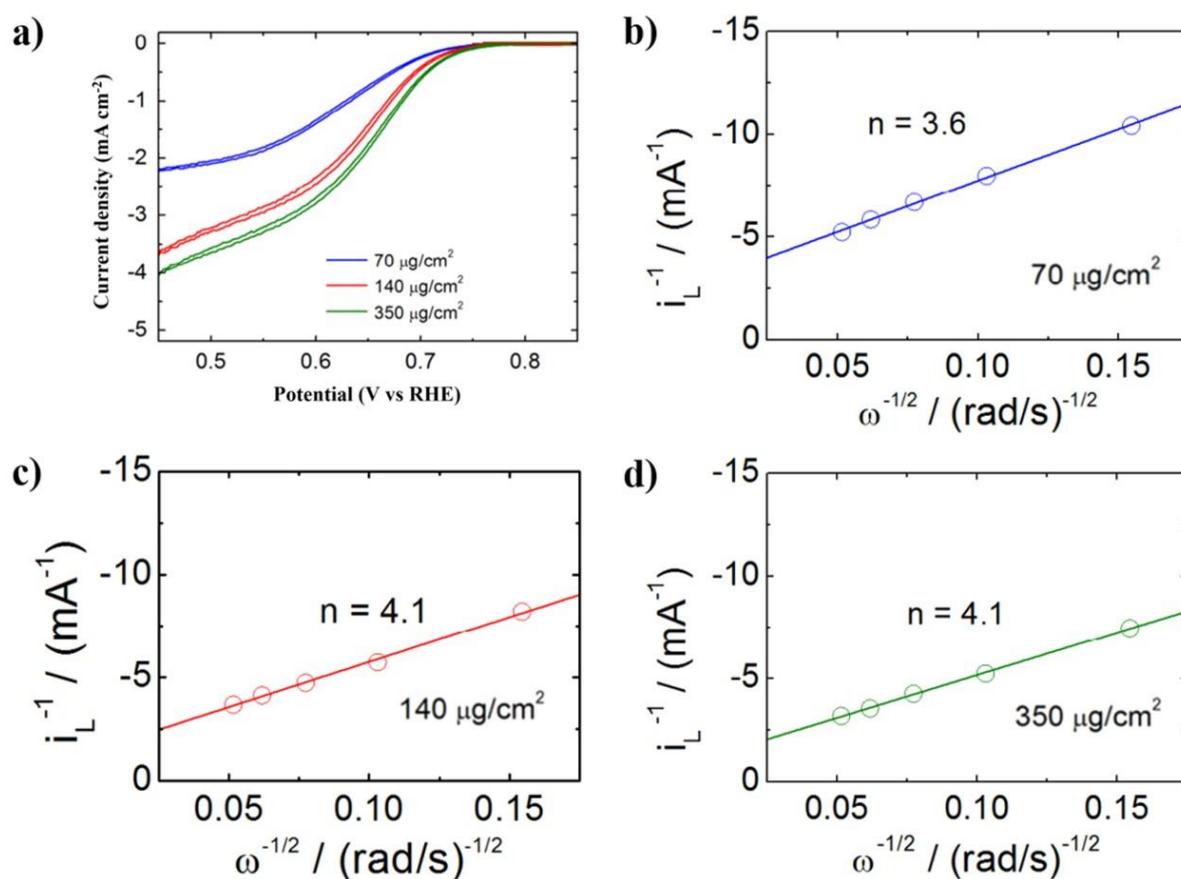 a)
Current density (mA cm-2)
0
-1
-2
-3
-4
-5
70 μg/cm2
140 μg/cm2
350 μg/cm2
0.5 0.6 0.7 0.8
Potential (V vs RHE)
b)
iL-1 / (mA-1)
-15
-10
-5
0
n = 3.6
70 μg/cm2
0.05 0.10 0.15
ω-1/2 / (rad/s)-1/2
c)
iL-1 / (mA-1)
-15
-10
-5
0
n = 4.1
140 μg/cm2
0.05 0.10 0.15
ω-1/2 / (rad/s)-1/2
d)
iL-1 / (mA-1)
-15
-10
-5
0
n = 4.1
350 μg/cm2
0.05 0.10 0.15
ω-1/2 / (rad/s)-1/2